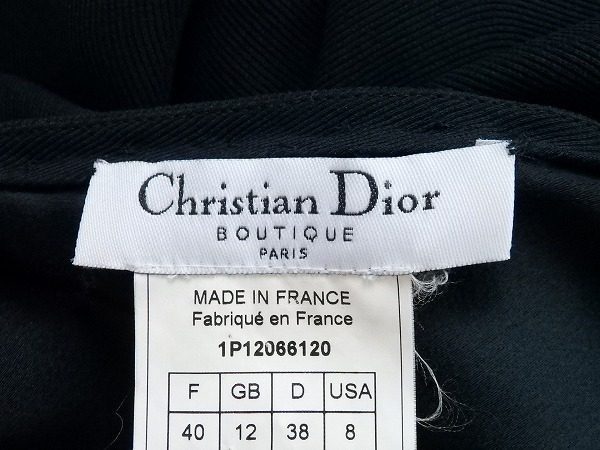 Christian Dior
BOUTIQUE
PARIS
MADE IN FRANCE
Fabriqué en France
1P12066120
F GB D USA
40 12 38 8